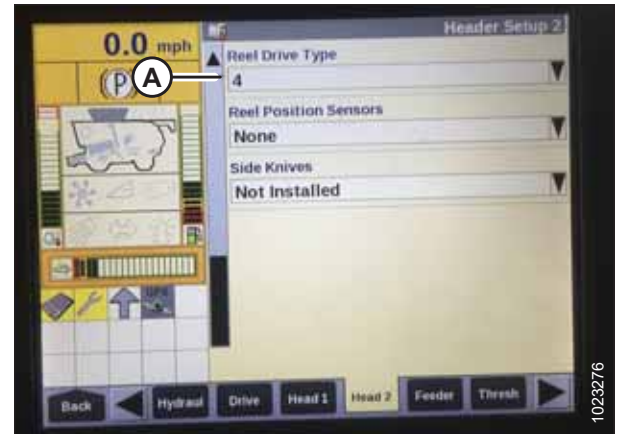 Header Setup 2
0.0 mph
Reel Drive Type
(P)
A
4
Reel Position Sensors
None
Side Knives
Not Installed
Back
Hydraul
Drive
Head 1
Head 2
Feeder
Thresh
1023276